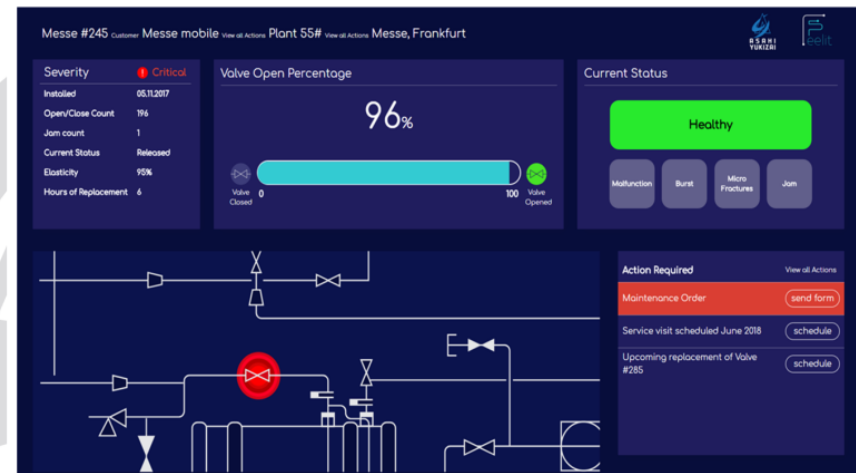 Messe #245 Customer Messe mobile View all Actions Plant 55# View all Actions Messe, Frankfurt
ASAHI
YUKIZAI
Feelit
Severity
! Critical
Installed 05.11.2017
Open/Close Count 196
Jam count 1
Current Status Released
Elasticity 95%
Hours of Replacement 6
Valve Open Percentage
96%
Valve
Closed
0
100
Valve
Opened
Current Status
Healthy
Malfunction
Burst
Micro
Fractures
Jam
Action Required View all Actions
Maintenance Order send form
Service visit scheduled June 2018 schedule
Upcoming replacement of Valve
#285
schedule